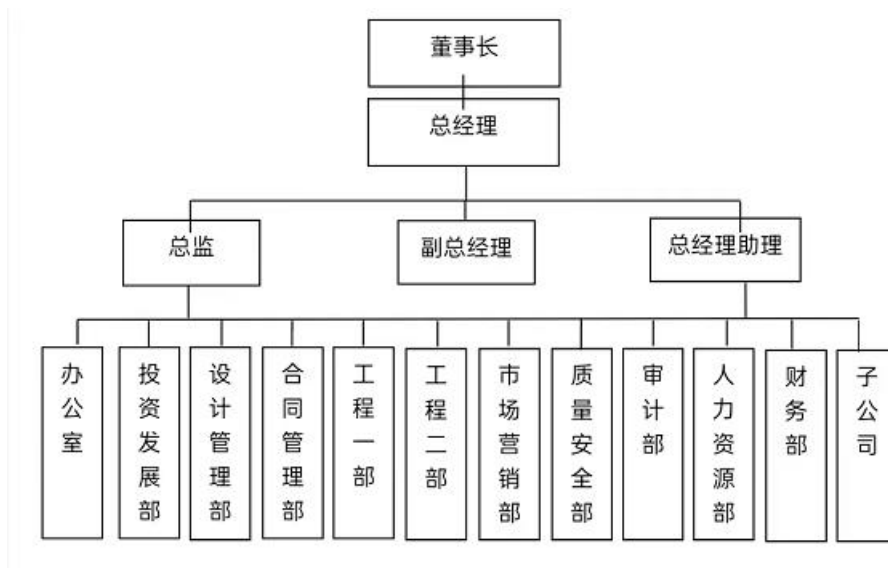 董事长
总经理
总监
副总经理
总经理助理
办公室
投资发展部
设计管理部
合同管理部
工程一部
工程二部
市场营销部
质量安全部
审计部
人力资源部
财务部
子公司